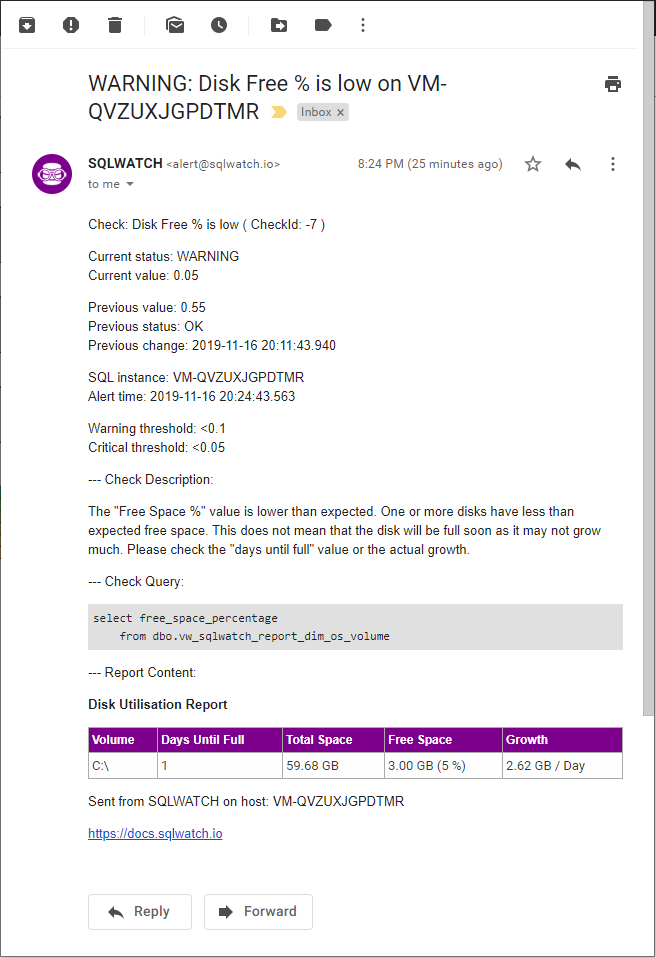 WARNING: Disk Free % is low on VM-
QVZUXJGPDTMR Inbox ×
SQLWATCH <alert@sqlwatch.io> 8:24 PM (25 minutes ago)
to me
Check: Disk Free % is low ( CheckId: -7 )
Current status: WARNING
Current value: 0.05
Previous value: 0.55
Previous status: OK
Previous change: 2019-11-16 20:11:43.940
SQL instance: VM-QVZUXJGPDTMR
Alert time: 2019-11-16 20:24:43.563
Warning threshold: <0.1
Critical threshold: <0.05
--- Check Description:
The "Free Space %" value is lower than expected. One or more disks have less than
expected free space. This does not mean that the disk will be full soon as it may not grow
much. Please check the "days until full" value or the actual growth.
--- Check Query:
select free_space_percentage
from dbo.vw_sqlwatch_report_dim_os_volume
--- Report Content:
Disk Utilisation Report
Volume Days Until Full Total Space Free Space Growth
C:\ 1 59.68 GB 3.00 GB (5 %) 2.62 GB / Day
Sent from SQLWATCH on host: VM-QVZUXJGPDTMR
https://docs.sqlwatch.io
Reply Forward